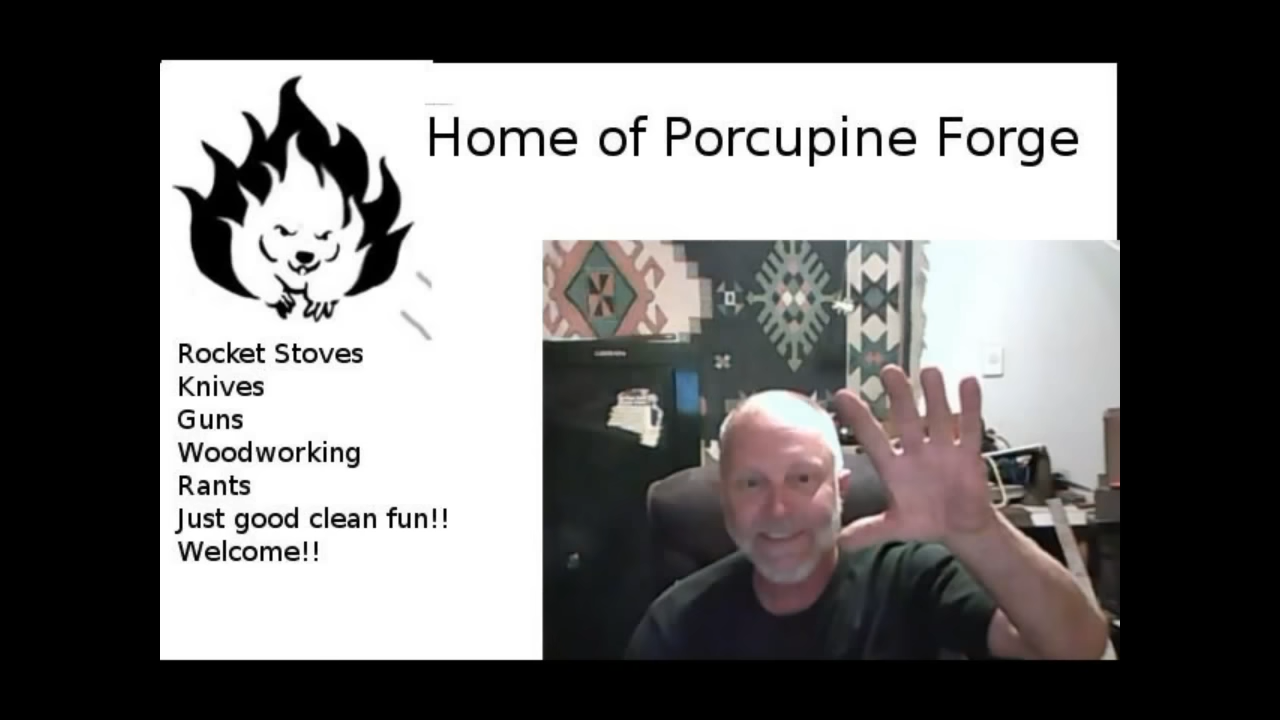 Home of Porcupine Forge
Rocket Stoves
Knives
Guns
Woodworking
Rants
Just good clean fun!!
Welcome!!